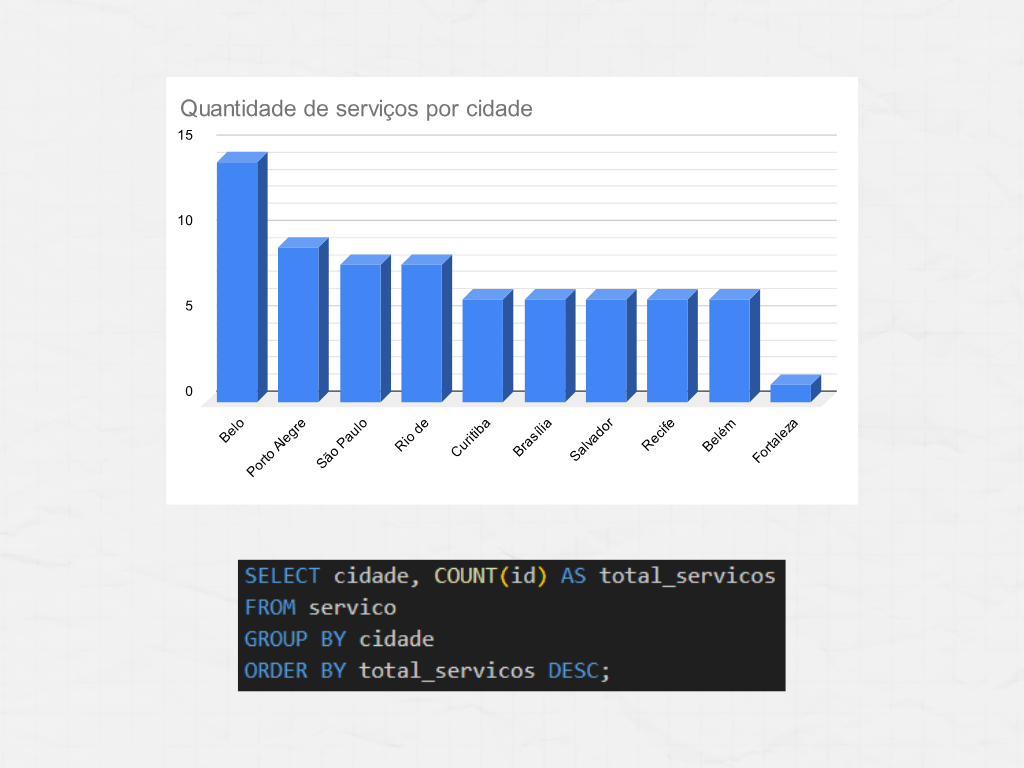 Quantidade de serviços por cidade
15
10
5
0
Belo
Porto Alegre
São Paulo
Rio de
Curitiba
Brasília
Salvador
Recife
Belém
Fortaleza
SELECT cidade, COUNT(id) AS total_servicos
FROM servico
GROUP BY cidade
ORDER BY total_servicos DESC;